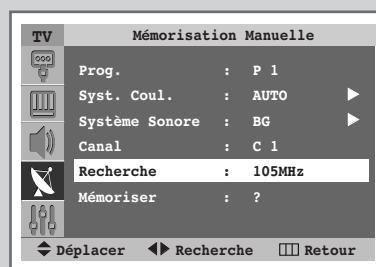 TV Mémorisation Manuelle
Prog. : P 1
Syst. Coul. : AUTO
Système Sonore : BG
Canal : C 1
Recherche : 105MHz
Mémoriser : ?
Déplacer Recherche Retour